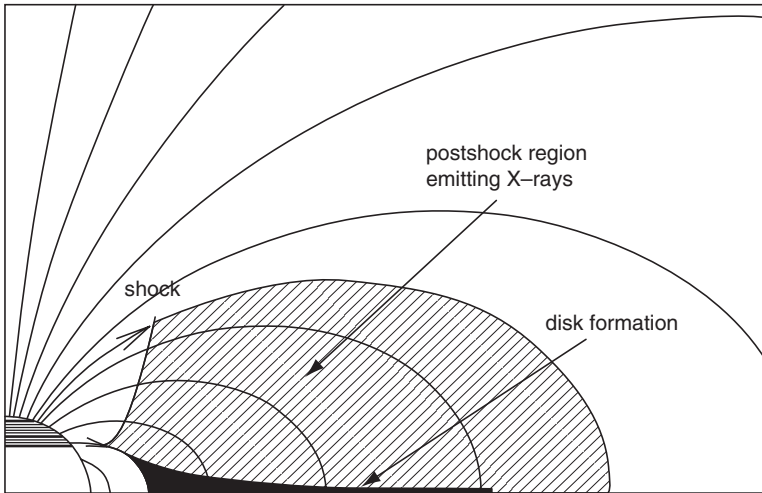 postshock region
emitting X–rays
shock
disk formation